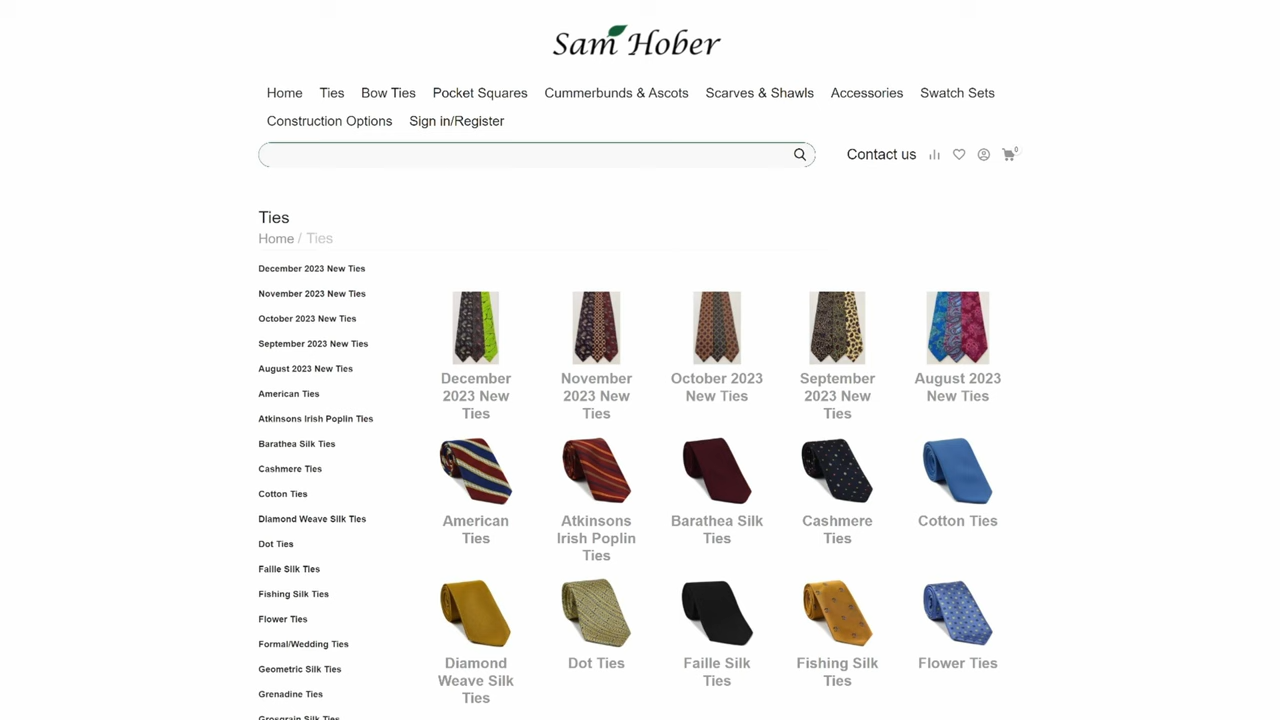 Sam Hober
Home Ties Bow Ties Pocket Squares Cummerbunds & Ascots Scarves & Shawls Accessories Swatch Sets
Construction Options Sign in/Register
Contact us 0
Ties
Home / Ties
December 2023 New Ties
November 2023 New Ties
October 2023 New Ties
September 2023 New Ties
August 2023 New Ties
American Ties
Atkinsons Irish Poplin Ties
Barathea Silk Ties
Cashmere Ties
Cotton Ties
Diamond Weave Silk Ties
Dot Ties
Faille Silk Ties
Fishing Silk Ties
Flower Ties
Formal/Wedding Ties
Geometric Silk Ties
Grenadine Ties
Grosgrain Silk Ties
December
2023 New
Ties
November
2023 New
Ties
October 2023
New Ties
September
2023 New
Ties
August 2023
New Ties
American
Ties
Atkinsons
Irish Poplin
Ties
Barathea Silk
Ties
Cashmere
Ties
Cotton Ties
Diamond
Weave Silk
Ties
Dot Ties
Faille Silk
Ties
Fishing Silk
Ties
Flower Ties